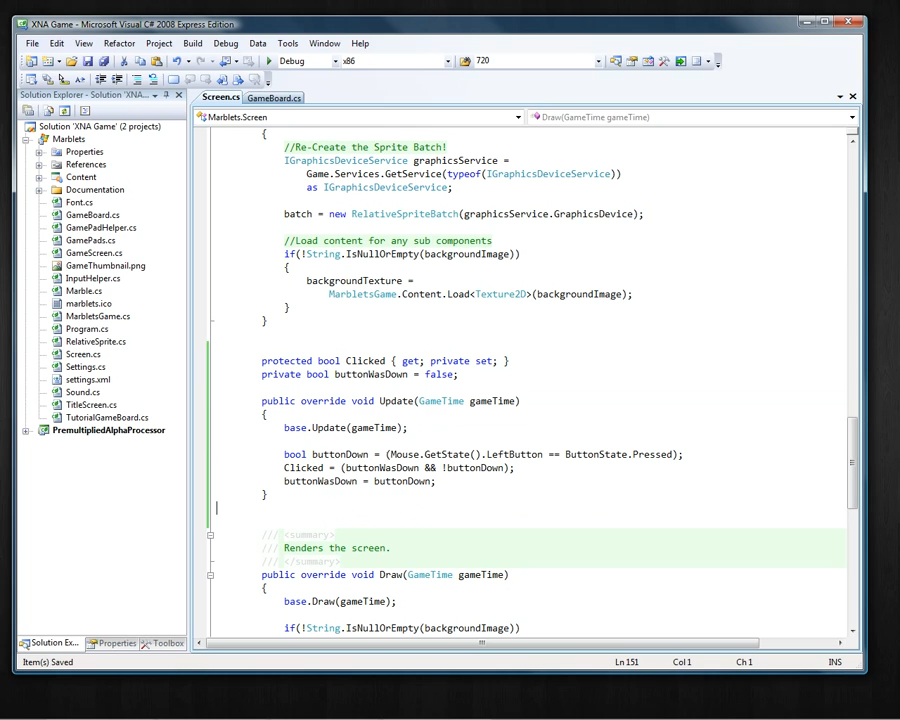 XNA Game - Microsoft Visual C# 2008 Express Edition
File Edit View Refactor Project Build Debug Data Tools Window Help
Debug x86 720
Solution Explorer - Solution 'XNA...
Screen.cs GameBoard.cs
Marblets.Screen Draw(GameTime gameTime)
Solution 'XNA Game' (2 projects)
Marblets
Properties
References
Content
Documentation
Font.cs
GameBoard.cs
GamePadHelper.cs
GamePads.cs
GameScreen.cs
GameThumbnail.png
InputHelper.cs
Marble.cs
marblets.ico
MarbletsGame.cs
Program.cs
RelativeSprite.cs
Screen.cs
Settings.cs
settings.xml
Sound.cs
TitleScreen.cs
TutorialGameBoard.cs
PremultipliedAlphaProcessor
{
//Re-Create the Sprite Batch!
IGraphicsDeviceService graphicsService =
Game.Services.GetService(typeof(IGraphicsDeviceService))
as IGraphicsDeviceService;
batch = new RelativeSpriteBatch(graphicsService.GraphicsDevice);
//Load content for any sub components
if(!String.IsNullOrEmpty(backgroundImage))
{
backgroundTexture =
MarbletsGame.Content.Load<Texture2D>(backgroundImage);
}
}
protected bool Clicked { get; private set; }
private bool buttonWasDown = false;
public override void Update(GameTime gameTime)
{
base.Update(gameTime);
bool buttonDown = (Mouse.GetState().LeftButton == ButtonState.Pressed);
Clicked = (buttonWasDown && !buttonDown);
buttonWasDown = buttonDown;
}
/// <summary>
/// Renders the screen.
/// </summary>
public override void Draw(GameTime gameTime)
{
base.Draw(gameTime);
if(!String.IsNullOrEmpty(backgroundImage))
Solution Ex... Properties Toolbox
Item(s) Saved Ln 151 Col 1 Ch 1 INS